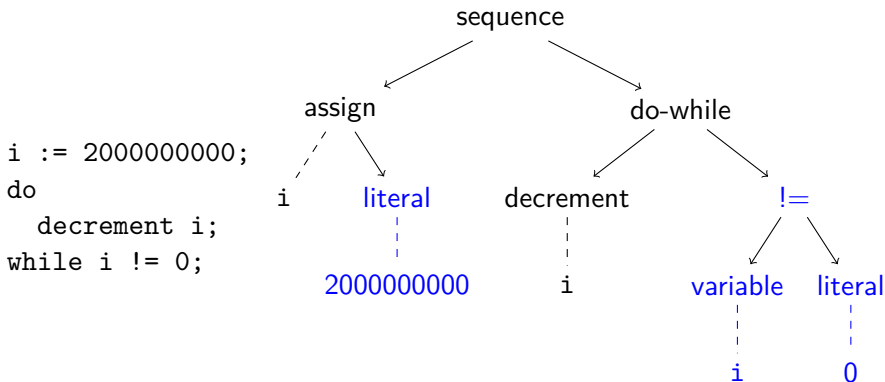 sequence
assign do-while
i := 2000000000;
do
decrement i;
while i != 0;
i literal decrement !=
2000000000 i variable literal
i 0